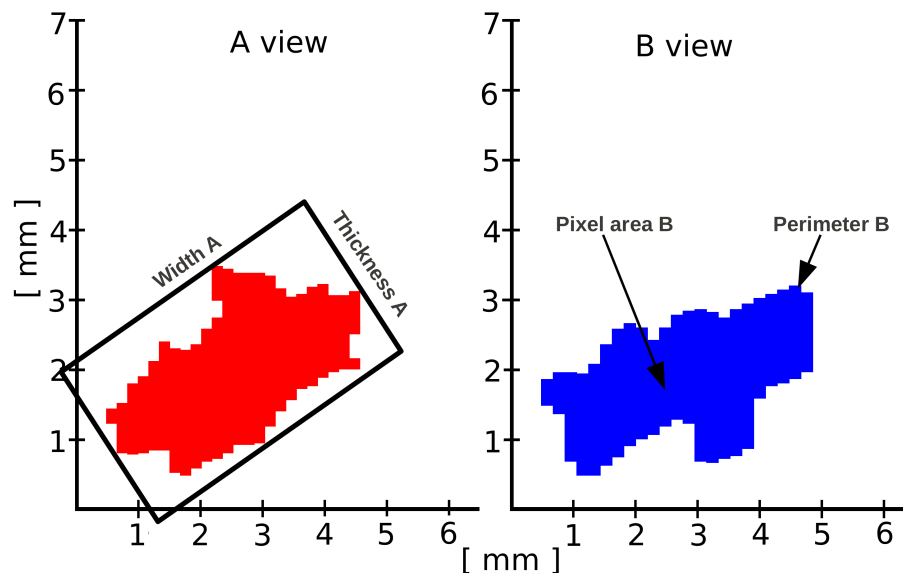 A view
7
6
5
4
3
2
1
[ mm ]
Width A
Thickness A
1 2 3 4 5 6
B view
7
6
5
4
3
2
1
Pixel area B
Perimeter B
1 2 3 4 5 6
[ mm ]